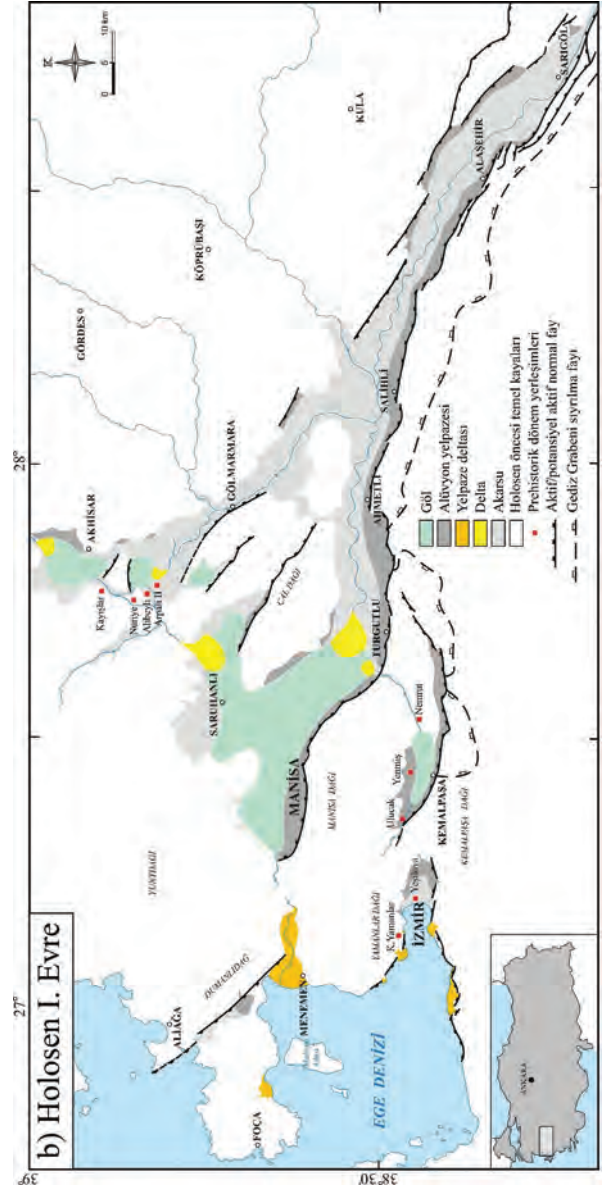 b) Holosen I. Evre
27°
28°
38°30
0 5 10 km
ALİAĞA
FOÇA
DUMANLIDAĞ
MENEMEN
EGE DENİZİ
YUNTDAĞI
YAMANLAR DAĞI
K. Yamanlar
İZMİR
Yeşilova
MANİSA
MANİSA DAĞI
Ulucak
Yenmiş
Nemrut
KEMALPAŞA
KEMALPAŞA DAĞI
SARUHANLI
TURGUTLU
ÇAL DAĞI
AKHİSAR
Kayışlar
Nuriye
Alibeyli
Arpalı II
GÖLMARMARA
AHMETLİ
SALİHLİ
GÖRDES
KÖPRÜBAŞI
KULA
ALAŞEHİR
SARIGÖL
Göl
Alüvyon yelpazesi
Yelpaze deltası
Delta
Akarsu
Holosen öncesi temel kayaları
Prehistorik dönem yerleşimleri
Aktif/potansiyel aktif normal fay
Gediz Grabeni sıyrılma fayı
ANKARA